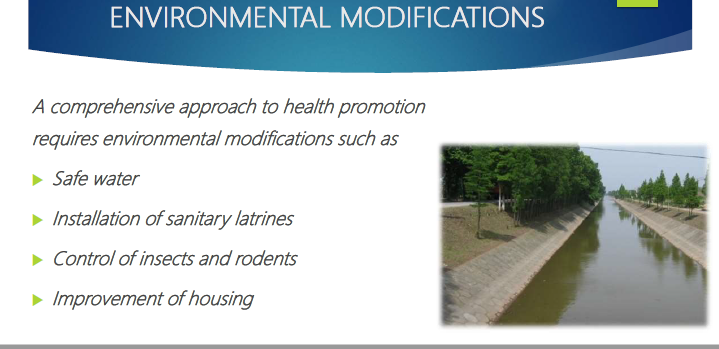 ENVIRONMENTAL MODIFICATIONS
A comprehensive approach to health promotion
requires environmental modifications such as
Safe water
Installation of sanitary latrines
Control of insects and rodents
Improvement of housing